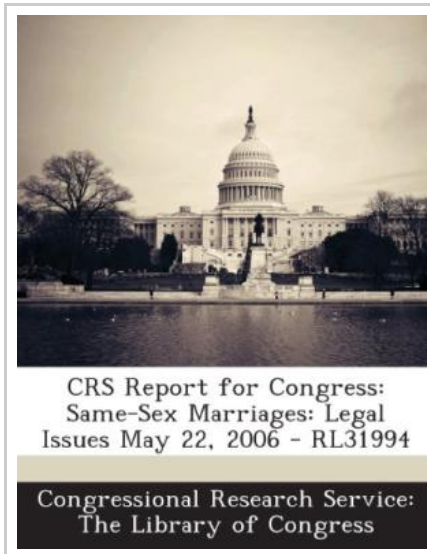 CRS Report for Congress:
Same-Sex Marriages: Legal
Issues May 22, 2006 - RL31994
Congressional Research Service:
The Library of Congress